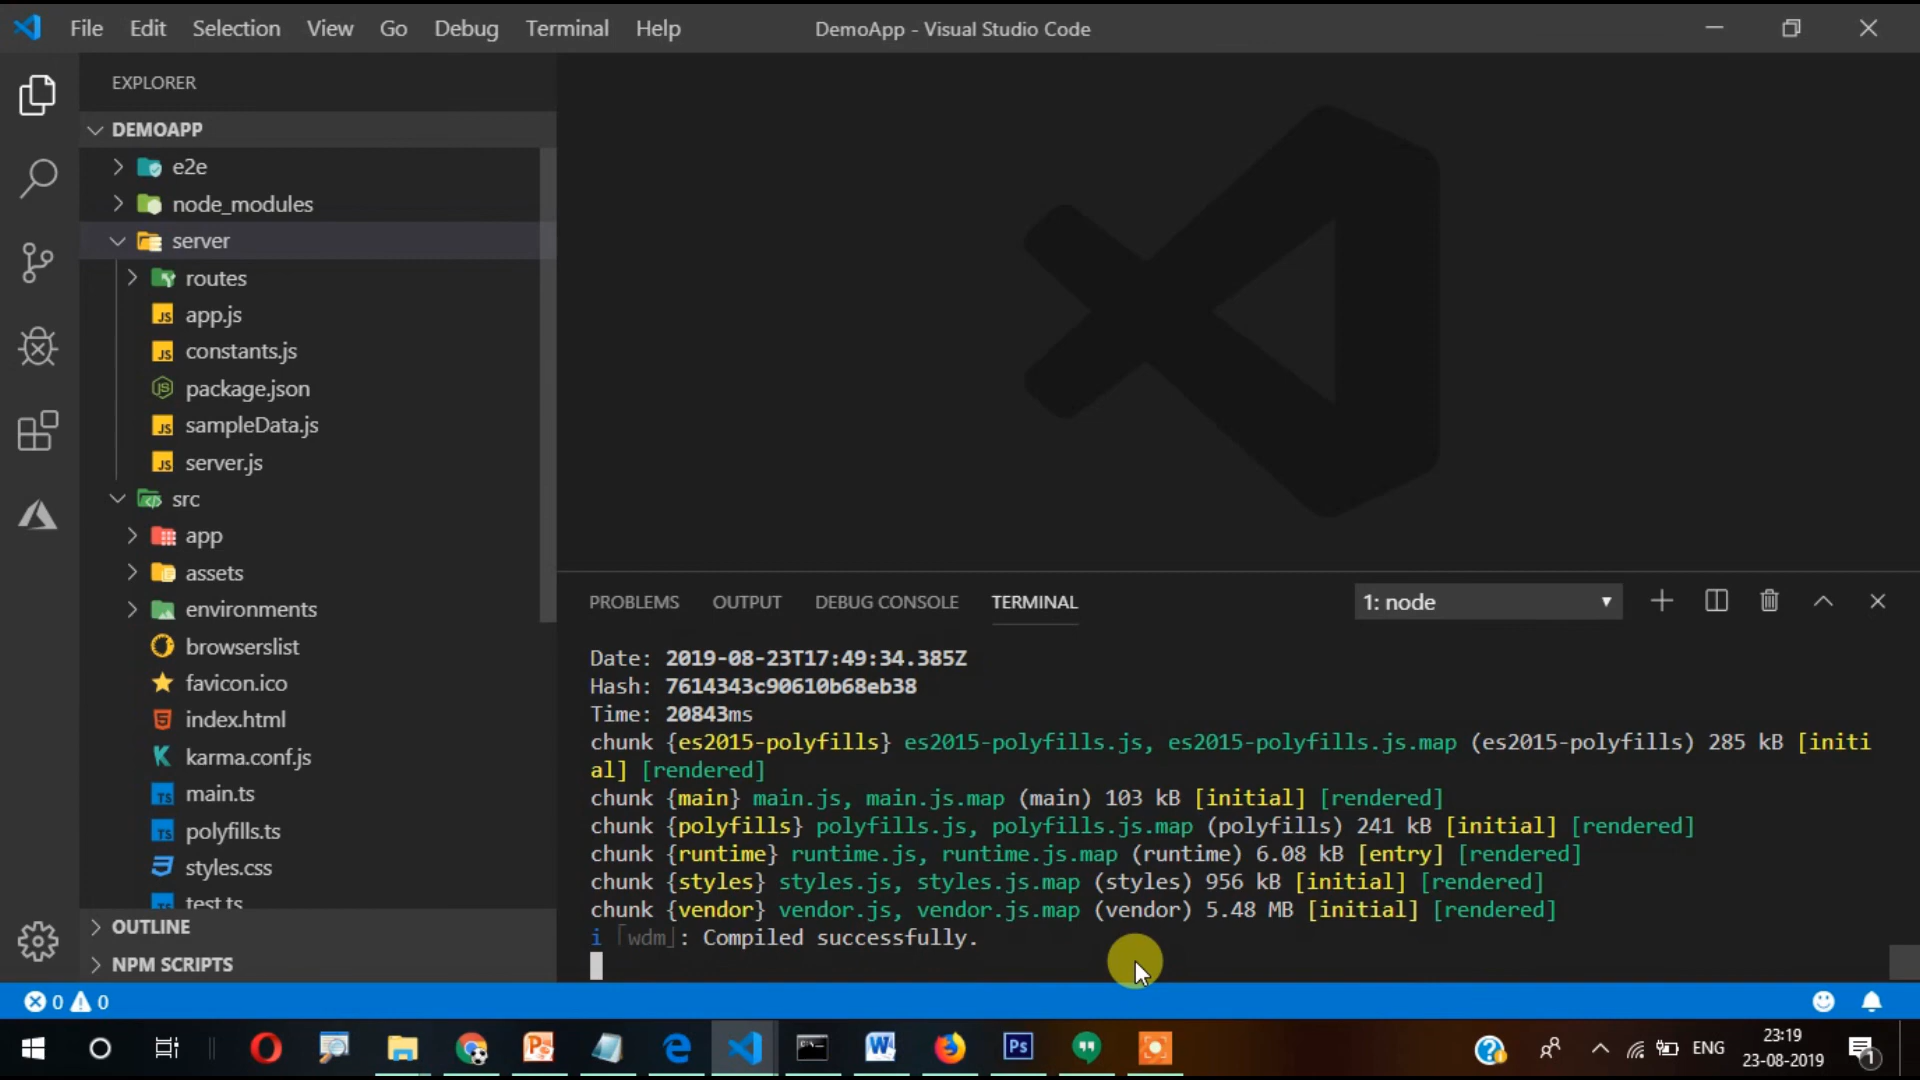 File Edit Selection View Go Debug Terminal Help
DemoApp - Visual Studio Code
EXPLORER
DEMOAPP
e2e
node_modules
server
routes
app.js
constants.js
package.json
sampleData.js
server.js
src
app
assets
environments
browserslist
favicon.ico
index.html
karma.conf.js
main.ts
polyfills.ts
styles.css
test.ts
OUTLINE
NPM SCRIPTS
PROBLEMS OUTPUT DEBUG CONSOLE TERMINAL
1: node
Date: 2019-08-23T17:49:34.385Z
Hash: 7614343c90610b68eb38
Time: 20843ms
chunk {es2015-polyfills} es2015-polyfills.js, es2015-polyfills.js.map (es2015-polyfills) 285 kB [initi
al] [rendered]
chunk {main} main.js, main.js.map (main) 103 kB [initial] [rendered]
chunk {polyfills} polyfills.js, polyfills.js.map (polyfills) 241 kB [initial] [rendered]
chunk {runtime} runtime.js, runtime.js.map (runtime) 6.08 kB [entry] [rendered]
chunk {styles} styles.js, styles.js.map (styles) 956 kB [initial] [rendered]
chunk {vendor} vendor.js, vendor.js.map (vendor) 5.48 MB [initial] [rendered]
i ｢wdm｣: Compiled successfully.
0 0
ENG
23:19
23-08-2019
1